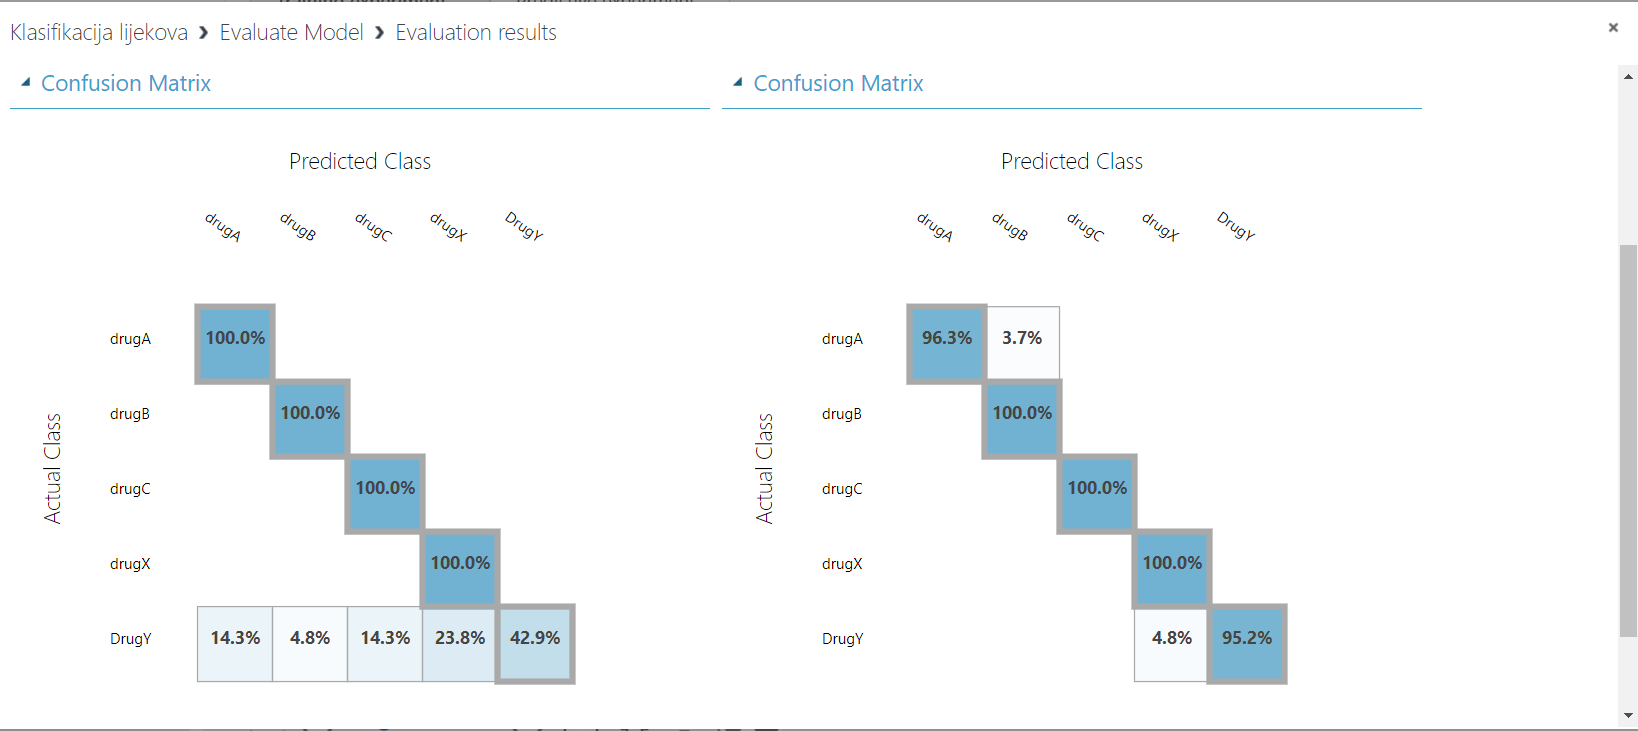 Klasifikacija lijekova › Evaluate Model › Evaluation results ×
Confusion Matrix
Predicted Class
drugA drugB drugC drugX DrugY
Actual Class
drugA 100.0%
drugB 100.0%
drugC 100.0%
drugX 100.0%
DrugY 14.3% 4.8% 14.3% 23.8% 42.9%
Confusion Matrix
Predicted Class
drugA drugB drugC drugX DrugY
Actual Class
drugA 96.3% 3.7%
drugB 100.0%
drugC 100.0%
drugX 100.0%
DrugY 4.8% 95.2%